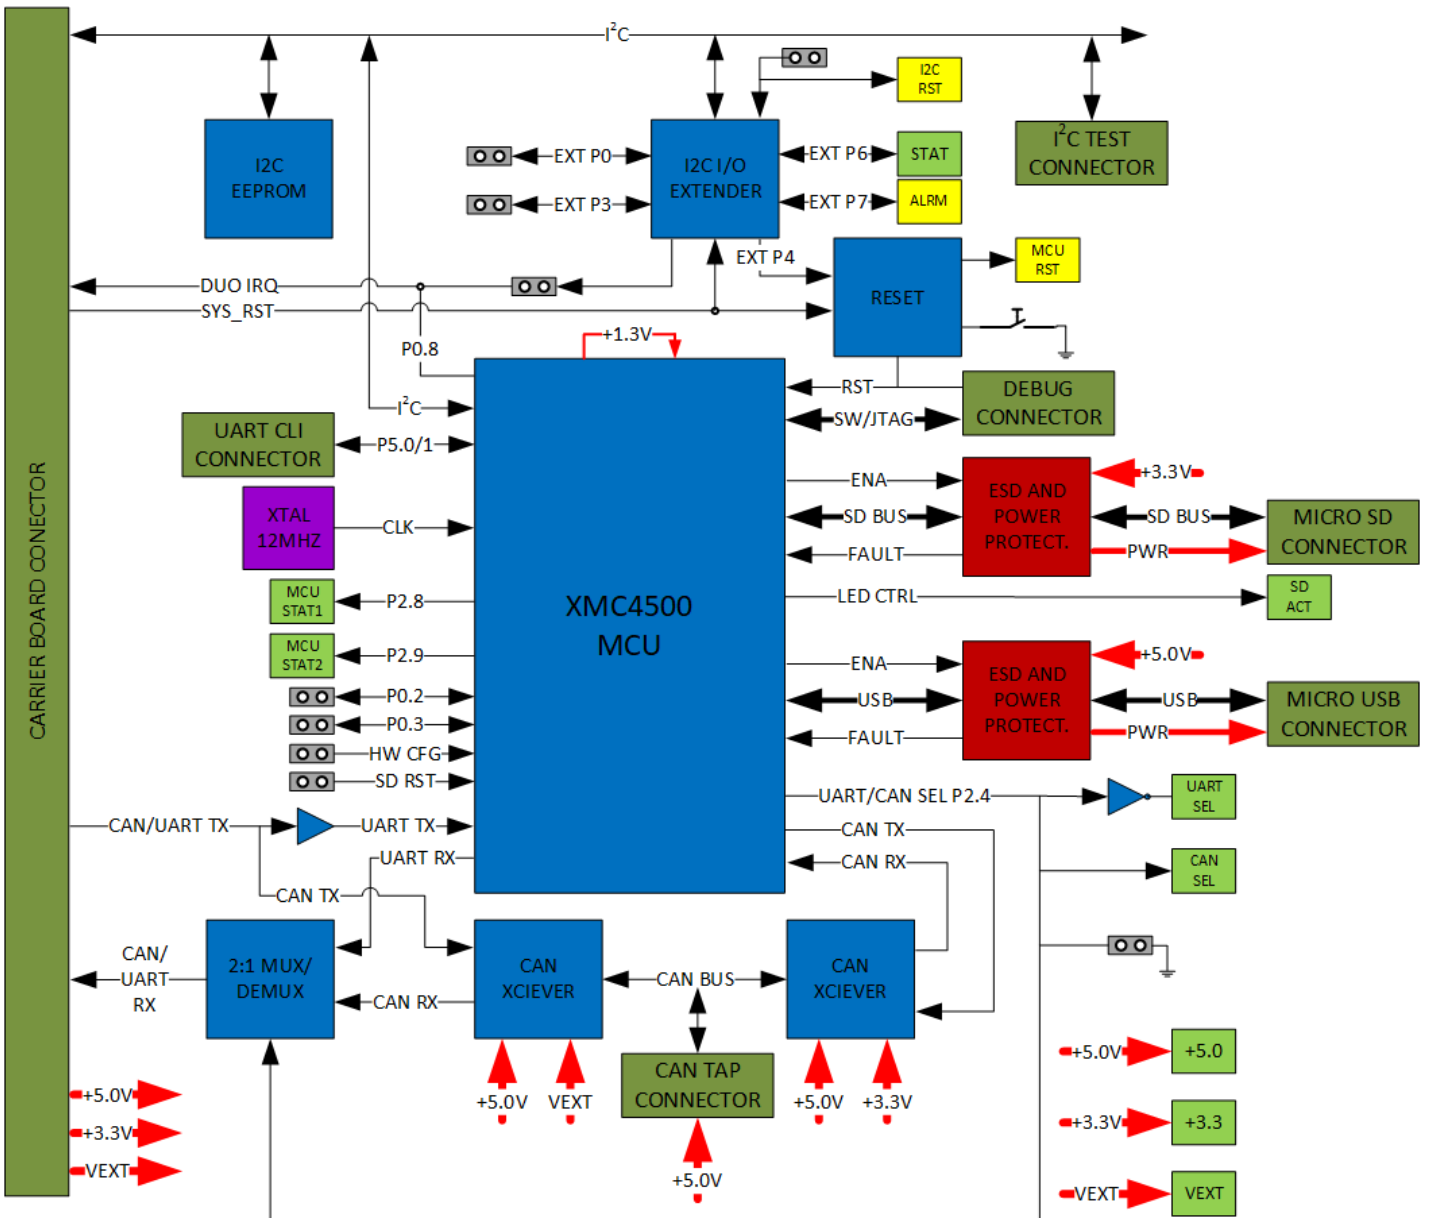 I2C
I2C
RST
I2C
EEPROM
I2C I/O
EXTENDER
EXT P0
EXT P3
EXT P6
STAT
EXT P7
ALRM
I2C TEST
CONNECTOR
EXT P4
MCU
RST
RESET
DUO IRQ
SYS_RST
P0.8
+1.3V
I2C
RST
SW/JTAG
DEBUG
CONNECTOR
UART CLI
CONNECTOR
P5.0/1
XTAL
12MHZ
CLK
CARRIER BOARD CONECTOR
MCU
STAT1
P2.8
MCU
STAT2
P2.9
P0.2
P0.3
HW CFG
SD RST
XMC4500
MCU
ENA
SD BUS
FAULT
ESD AND
POWER
PROTECT.
+3.3V
SD BUS
PWR
MICRO SD
CONNECTOR
LED CTRL
SD
ACT
ENA
USB
FAULT
ESD AND
POWER
PROTECT.
+5.0V
USB
PWR
MICRO USB
CONNECTOR
UART/CAN SEL P2.4
UART
SEL
CAN TX
CAN RX
CAN
SEL
CAN/UART TX
UART TX
UART RX
CAN TX
CAN/
UART
RX
2:1 MUX/
DEMUX
CAN RX
CAN
XCIEVER
CAN BUS
CAN
XCIEVER
+5.0V
VEXT
CAN TAP
CONNECTOR
+5.0V
+5.0V
+3.3V
+5.0V
+3.3V
VEXT
+5.0V
+5.0
+3.3V
+3.3
VEXT
VEXT